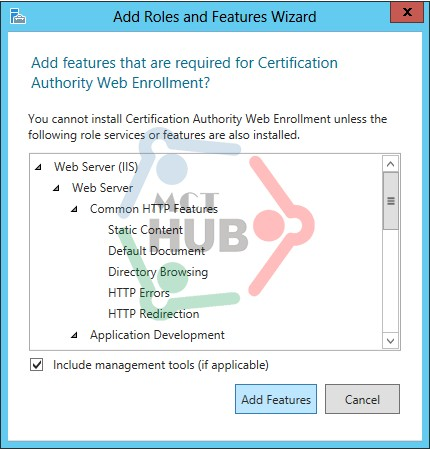 Add Roles and Features Wizard
x
Add features that are required for Certification
Authority Web Enrollment?
You cannot install Certification Authority Web Enrollment unless the
following role services or features are also installed.
Web Server (IIS)
Web Server
Common HTTP Features
Static Content
Default Document
Directory Browsing
HTTP Errors
HTTP Redirection
Application Development
MCT
HUB
Include management tools (if applicable)
Add Features
Cancel